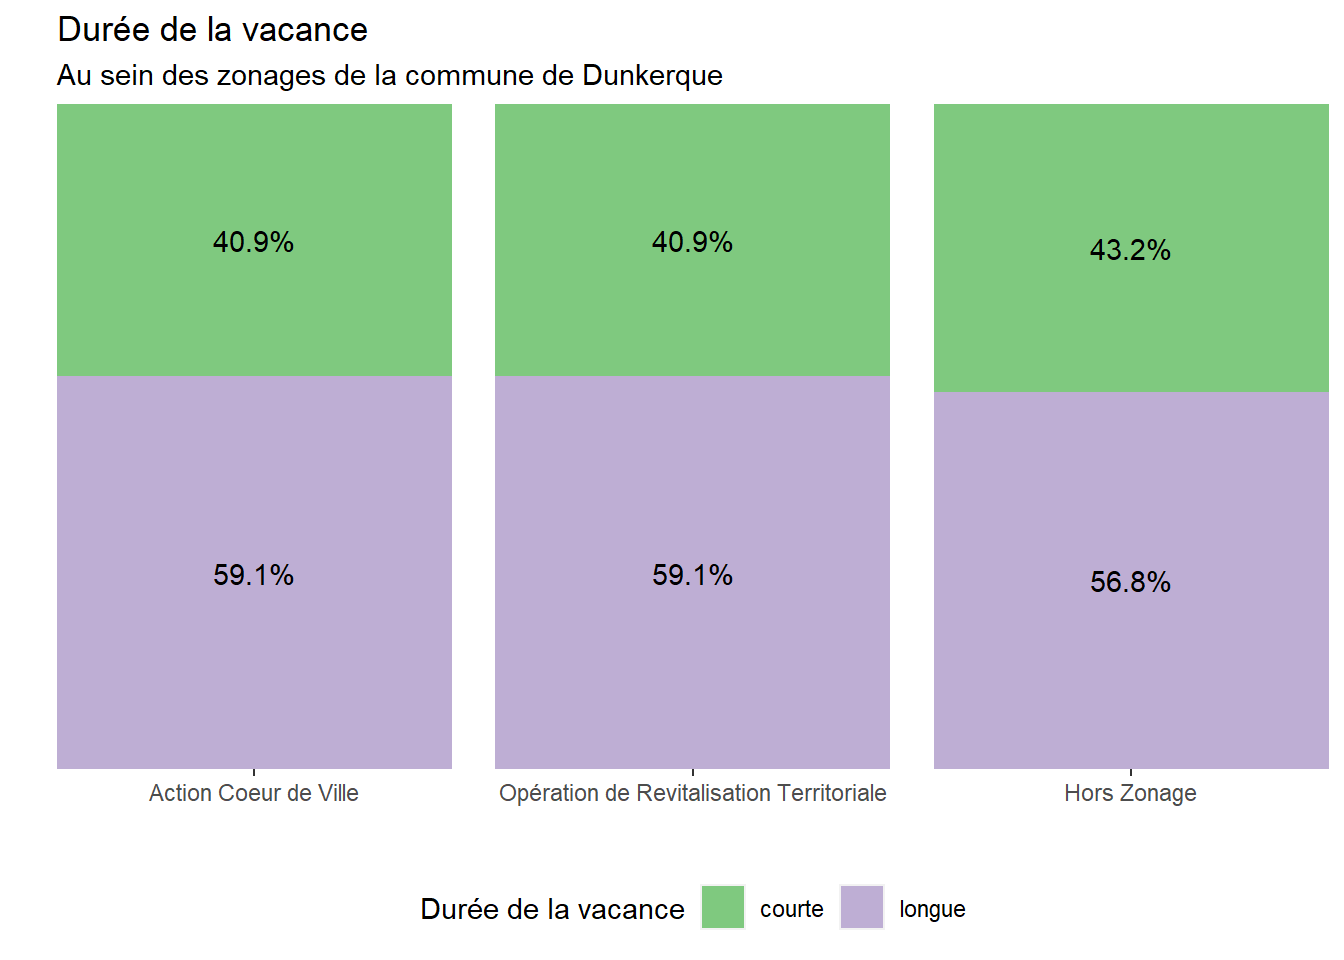 Durée de la vacance
Au sein des zonages de la commune de Dunkerque
40.9% 40.9% 43.2%
59.1% 59.1% 56.8%
Action Coeur de Ville Opération de Revitalisation Territoriale Hors Zonage
Durée de la vacance courte longue